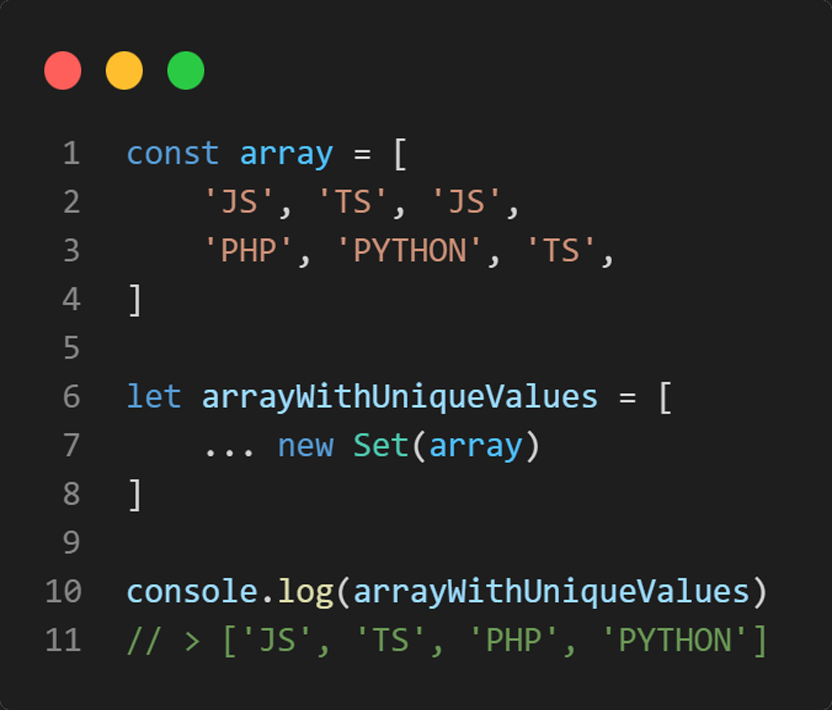 1 const array = [
2 'JS', 'TS', 'JS',
3 'PHP', 'PYTHON', 'TS',
4 ]
5
6 let arrayWithUniqueValues = [
7 ... new Set(array)
8 ]
9
10 console.log(arrayWithUniqueValues)
11 // > ['JS', 'TS', 'PHP', 'PYTHON']